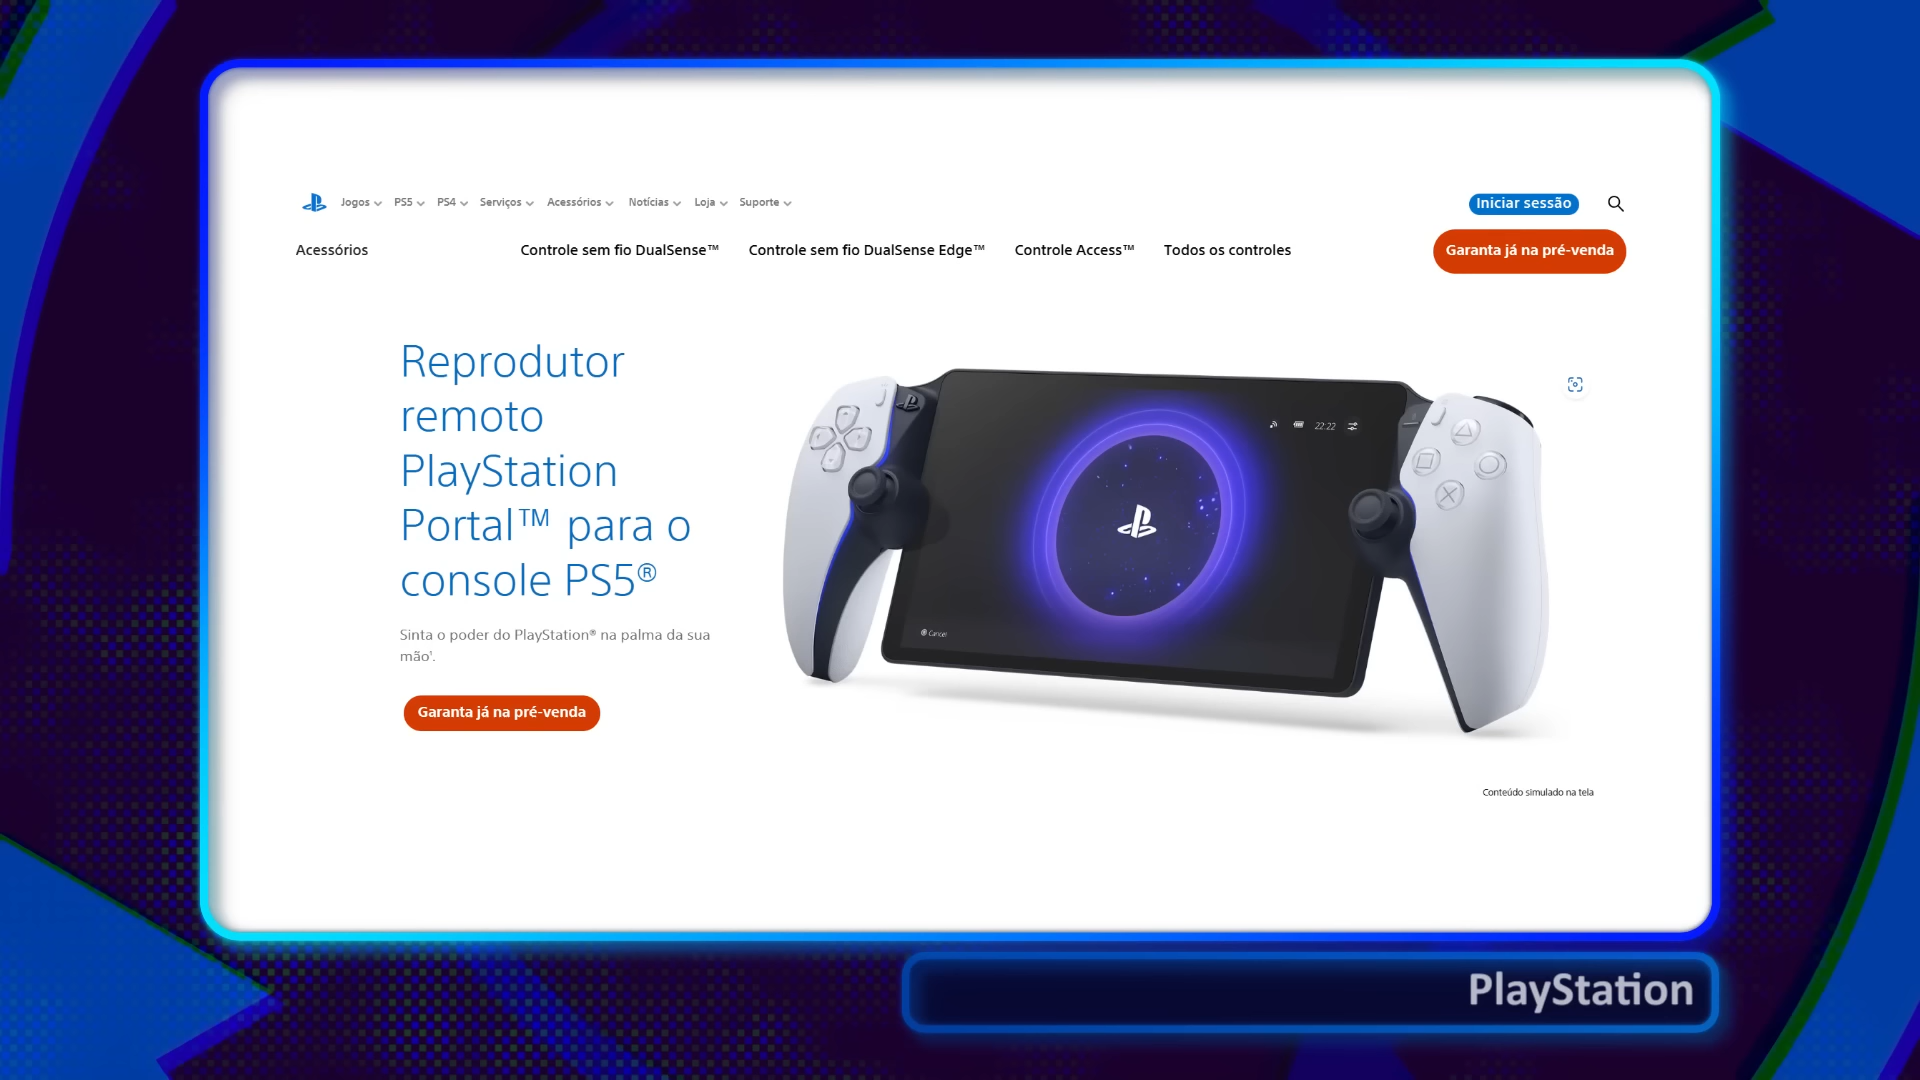 Jogos PS5 PS4 Serviços Acessórios Notícias Loja Suporte
Iniciar sessão
Acessórios
Controle sem fio DualSense™ Controle sem fio DualSense Edge™ Controle Access™ Todos os controles
Garanta já na pré-venda
Reprodutor
remoto
PlayStation
Portal™ para o
console PS5®
Sinta o poder do PlayStation® na palma da sua
mão¹.
Garanta já na pré-venda
22:22
Cancel
Conteúdo simulado na tela
PlayStation